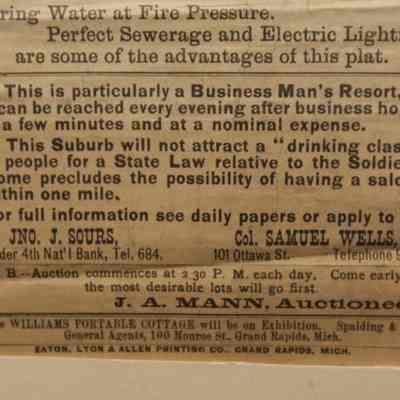 ring Water at Fire Pressure.
Perfect Sewerage and Electric Light
are some of the advantages of this plat.
This is particularly a Business Man's Resort,
can be reached every evening after business ho
a few minutes and at a nominal expense.
This Suburb will not attract a "drinking clas
people for a State Law relative to the Soldie
ome precludes the possibility of having a salo
thin one mile.
or full information see daily papers or apply to
JNO. J. SOURS,
Col. SAMUEL WELLS,
der 4th Nat'l Bank, Tel. 684.
101 Ottawa St. Telephone 9
B—Auction commences at 2.30 P. M. each day. Come early
the most desirable lots will go first.
J. A. MANN, Auctionee
e WILLIAMS PORTABLE COTTAGE will be on Exhibition. Spalding &
General Agents, 100 Monroe St., Grand Rapids, Mich.
EATON, LYON & ALLEN PRINTING CO., GRAND RAPIDS, MICH.